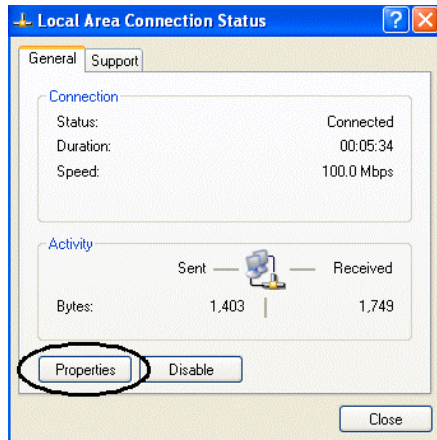 Local Area Connection Status
General Support
Connection
Status: Connected
Duration: 00:05:34
Speed: 100.0 Mbps
Activity
Sent Received
Bytes: 1,403 1,749
Properties Disable
Close